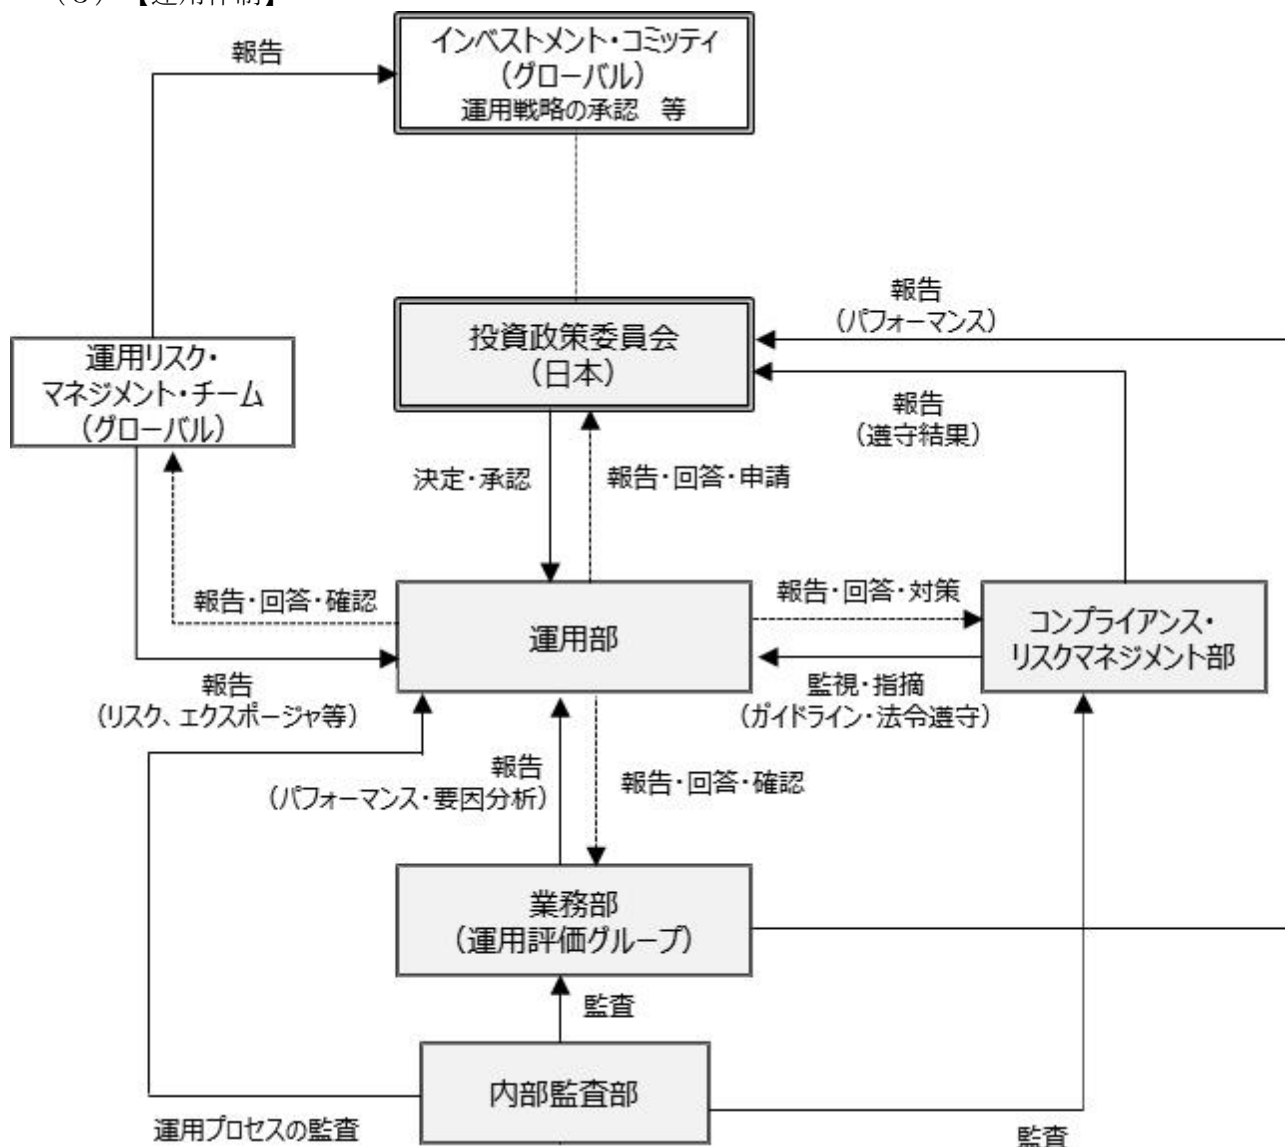 (3)【運用体制】
報告
インベストメント・コミッティ
(グローバル)
運用戦略の承認 等
報告
(パフォーマンス)
投資政策委員会
(日本)
運用リスク・
マネジメント・チーム
(グローバル)
報告
(遵守結果)
決定・承認
報告・回答・申請
報告・回答・確認
運用部
報告・回答・対策
コンプライアンス・
リスクマネジメント部
報告
(リスク、エクスポージャ等)
監視・指摘
(ガイドライン・法令遵守)
報告
(パフォーマンス・要因分析)
報告・回答・確認
業務部
(運用評価グループ)
監査
内部監査部
運用プロセスの監査
監査